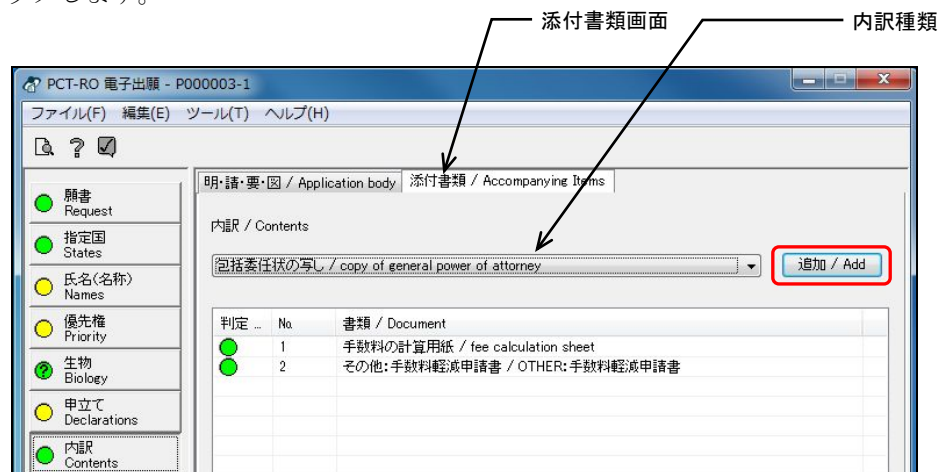 クします。
添付書類画面
内訳種類
PCT-RO 電子出願 - P000003-1
ファイル(F) 編集(E) ツール(T) ヘルプ(H)
明・請・要・図 / Application body
添付書類 / Accompanying Items
願書
Request
指定国
States
氏名(名称)
Names
優先権
Priority
生物
Biology
申立て
Declarations
内訳
Contents
内訳 / Contents
包括委任状の写し / copy of general power of attorney
追加 / Add
判定 ... No. 書類 / Document
1 手数料の計算用紙 / fee calculation sheet
2 その他:手数料軽減申請書 / OTHER:手数料軽減申請書